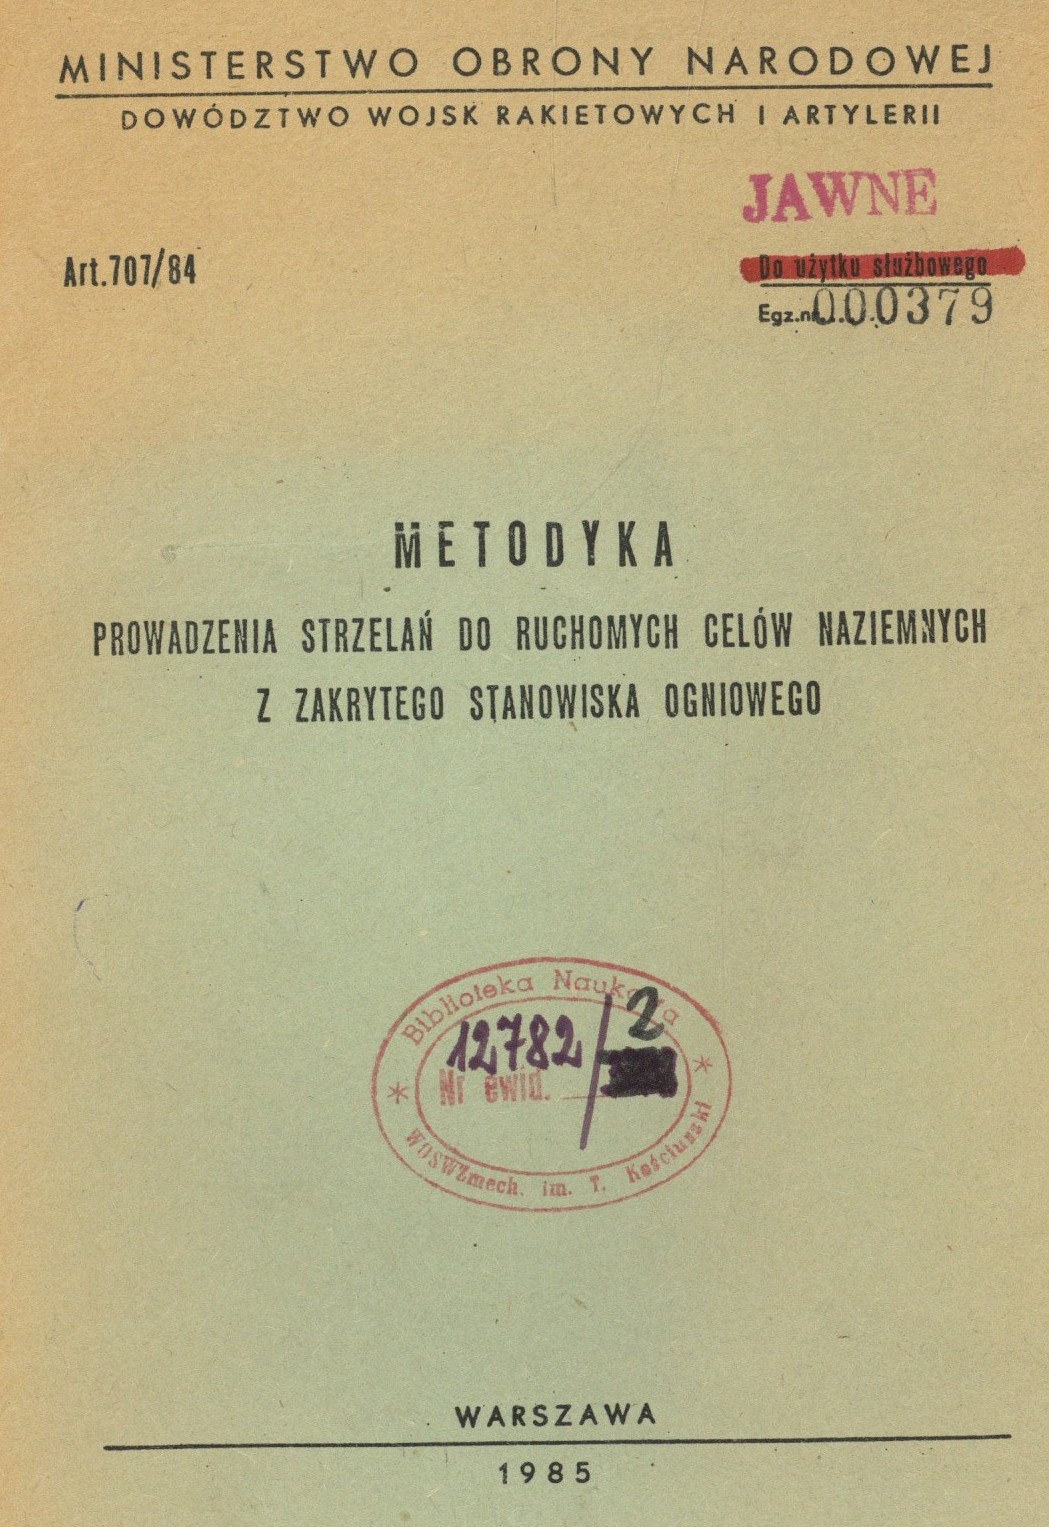 MINISTERSTWO OBRONY NARODOWEJ
DOWÓDZTWO WOJSK RAKIETOWYCH I ARTYLERII
JAWNE
Art.707/84
Do użytku służbowego
Egz.nr...000379
METODYKA
PROWADZENIA STRZELAŃ DO RUCHOMYCH CELÓW NAZIEMNYCH
Z ZAKRYTEGO STANOWISKA OGNIOWEGO
Biblioteka Naukowa
12782/2
Nr ewid.
WOSWZmech. im. T. Kościuszki
WARSZAWA
1985